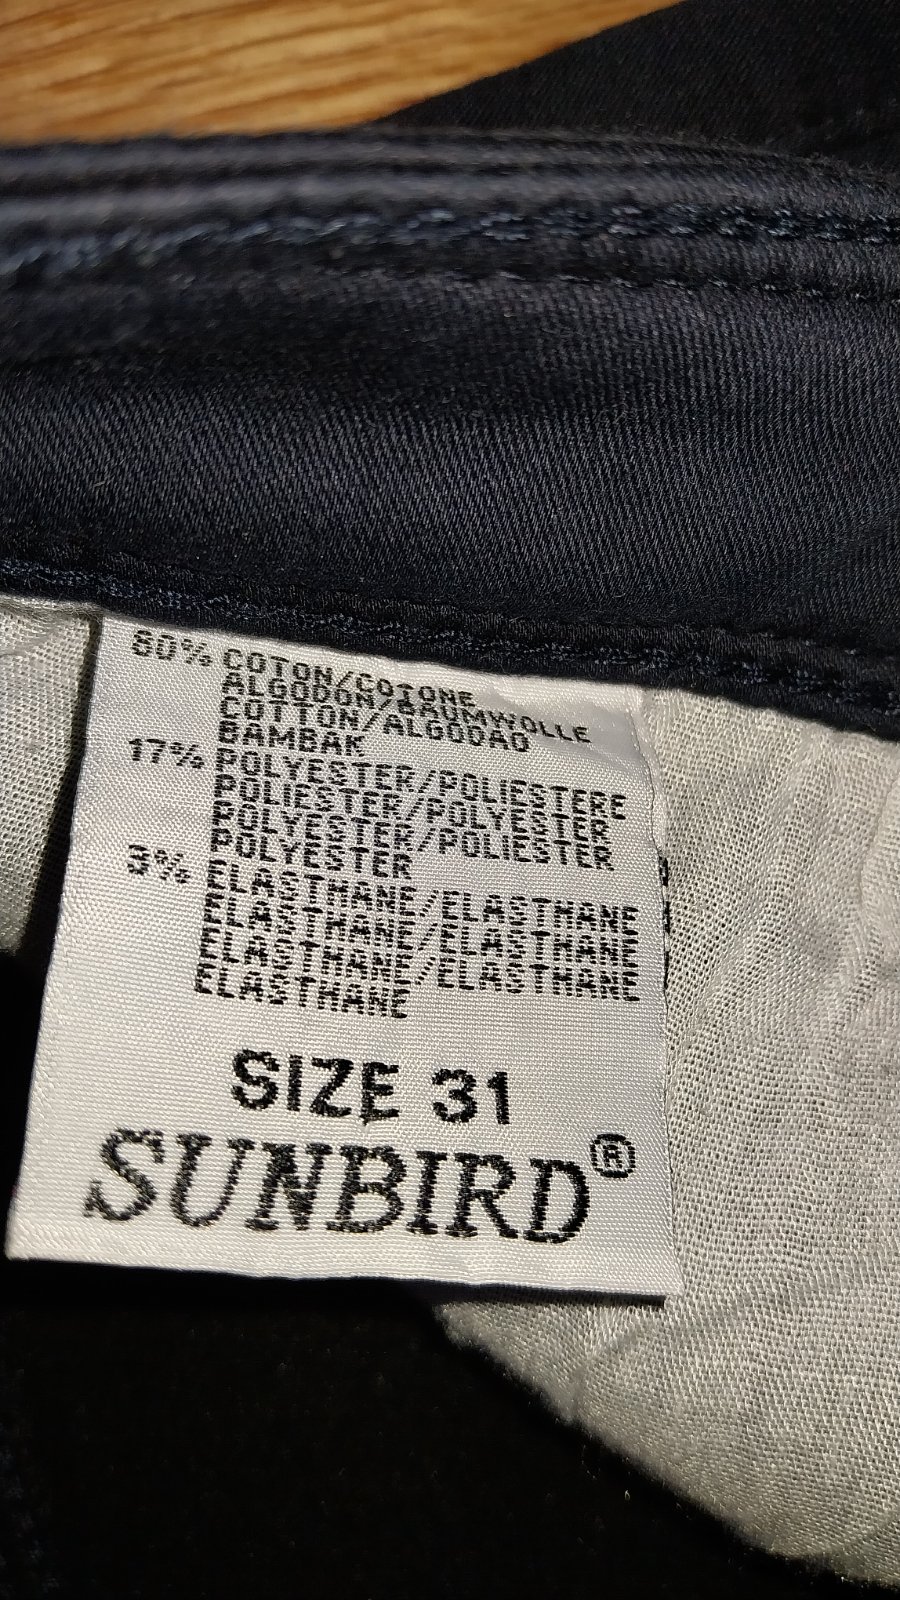 80% COTON/COTONE
ALGODON/BAUMWOLLE
COTTON/ALGODAO
BAMBAK
17% POLYESTER/POLIESTERE
POLIESTER/POLYESTER
POLYESTER/POLIESTER
POLYESTER
3% ELASTHANE/ELASTHANE
ELASTHANE/ELASTHANE
ELASTHANE/ELASTHANE
ELASTHANE
SIZE 31
SUNBIRD®